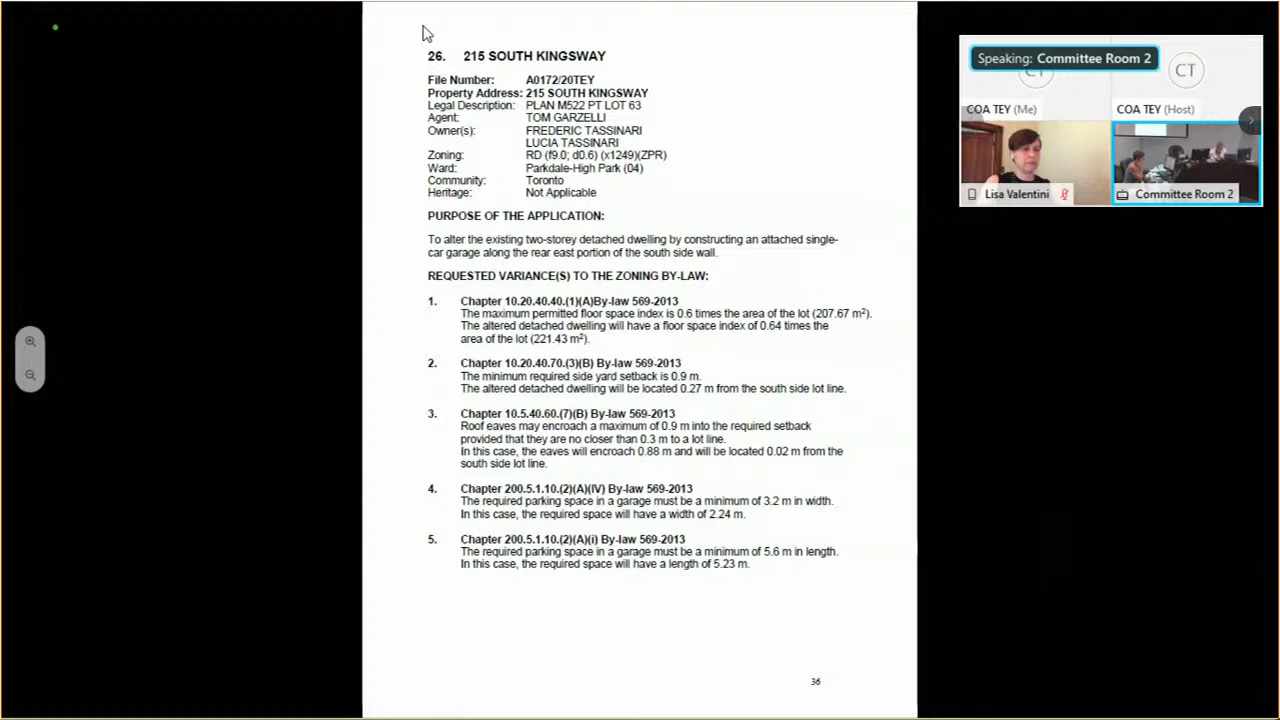 26. 215 SOUTH KINGSWAY
File Number: A0172/20TEY
Property Address: 215 SOUTH KINGSWAY
Legal Description: PLAN M522 PT LOT 63
Agent: TOM GARZELLI
Owner(s): FREDERIC TASSINARI
LUCIA TASSINARI
Zoning: RD (f9.0; d0.6) (x1249)(ZPR)
Ward: Parkdale-High Park (04)
Community: Toronto
Heritage: Not Applicable
PURPOSE OF THE APPLICATION:
To alter the existing two-storey detached dwelling by constructing an attached single-
car garage along the rear east portion of the south side wall.
REQUESTED VARIANCE(S) TO THE ZONING BY-LAW:
1. Chapter 10.20.40.40.(1)(A)By-law 569-2013
The maximum permitted floor space index is 0.6 times the area of the lot (207.67 m²).
The altered detached dwelling will have a floor space index of 0.64 times the
area of the lot (221.43 m²).
2. Chapter 10.20.40.70.(3)(B) By-law 569-2013
The minimum required side yard setback is 0.9 m.
The altered detached dwelling will be located 0.27 m from the south side lot line.
3. Chapter 10.5.40.60.(7)(B) By-law 569-2013
Roof eaves may encroach a maximum of 0.9 m into the required setback
provided that they are no closer than 0.3 m to a lot line.
In this case, the eaves will encroach 0.88 m and will be located 0.02 m from the
south side lot line.
4. Chapter 200.5.1.10.(2)(A)(IV) By-law 569-2013
The required parking space in a garage must be a minimum of 3.2 m in width.
In this case, the required space will have a width of 2.24 m.
5. Chapter 200.5.1.10.(2)(A)(i) By-law 569-2013
The required parking space in a garage must be a minimum of 5.6 m in length.
In this case, the required space will have a length of 5.23 m.
36
Speaking: Committee Room 2
CT
CT
COA TEY (Me)
COA TEY (Host)
Lisa Valentini
Committee Room 2